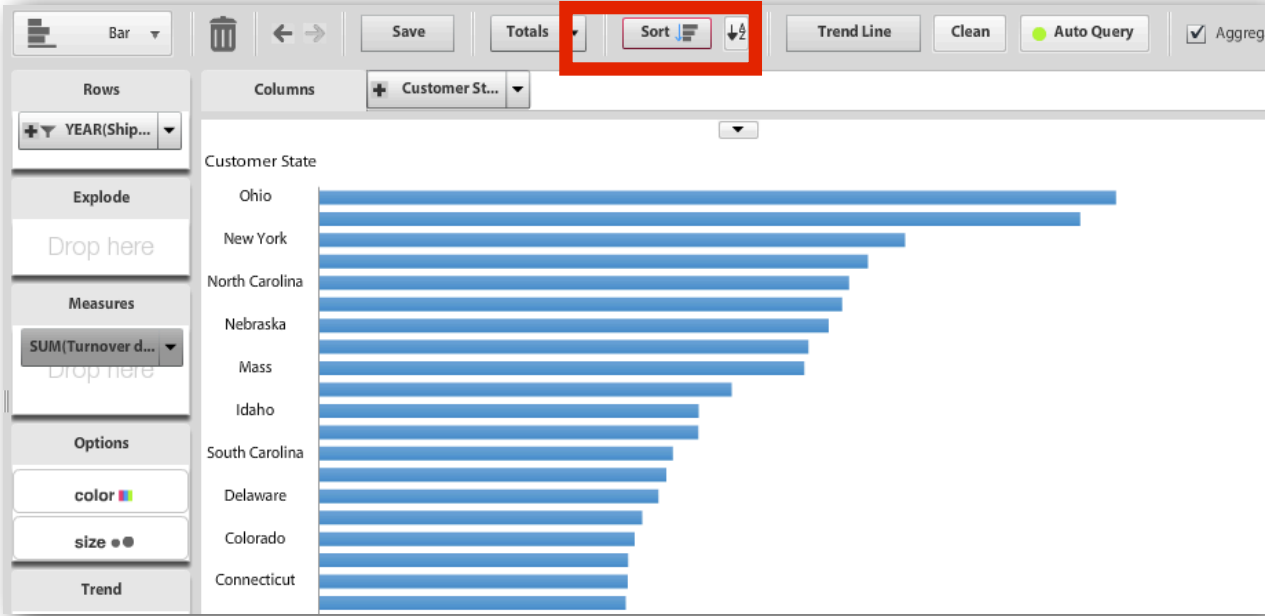 Bar
Save
Totals
Sort
A
Z
Trend Line
Clean
Auto Query
Aggreg
Rows
Columns
Customer St...
YEAR(Ship...
Customer State
Ohio
Explode
Drop here
New York
North Carolina
Measures
Nebraska
SUM(Turnover d...
Drop here
Mass
Idaho
Options
South Carolina
color
Delaware
size
Colorado
Connecticut
Trend